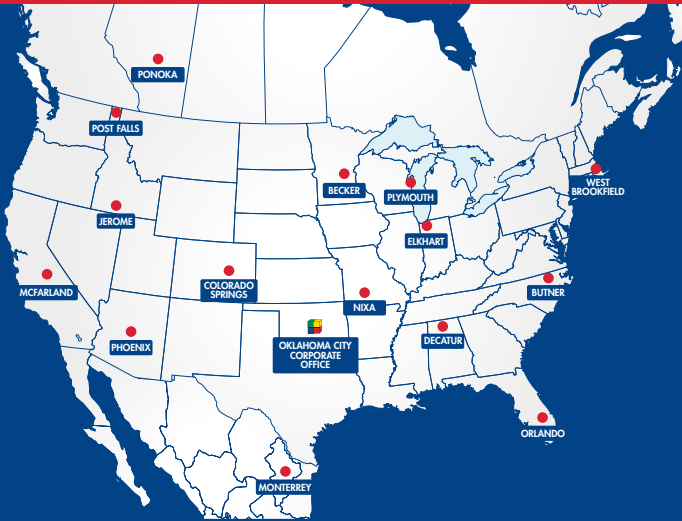 PONOKA
POST FALLS
BECKER
PLYMOUTH
WEST
BROOKFIELD
JEROME
ELKHART
MCFARLAND
COLORADO
SPRINGS
BUTNER
NIXA
PHOENIX
OKLAHOMA CITY
CORPORATE
OFFICE
DECATUR
ORLANDO
MONTERREY